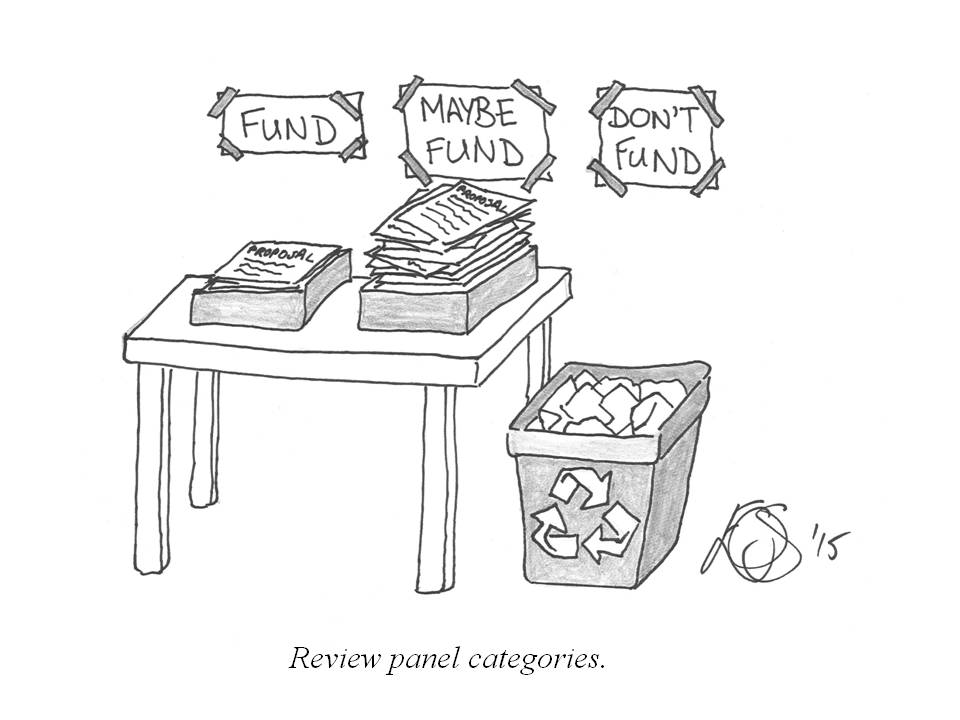 FUND
MAYBE
FUND
DON'T
FUND
PROPOSAL
PROPOSAL
'15
Review panel categories.